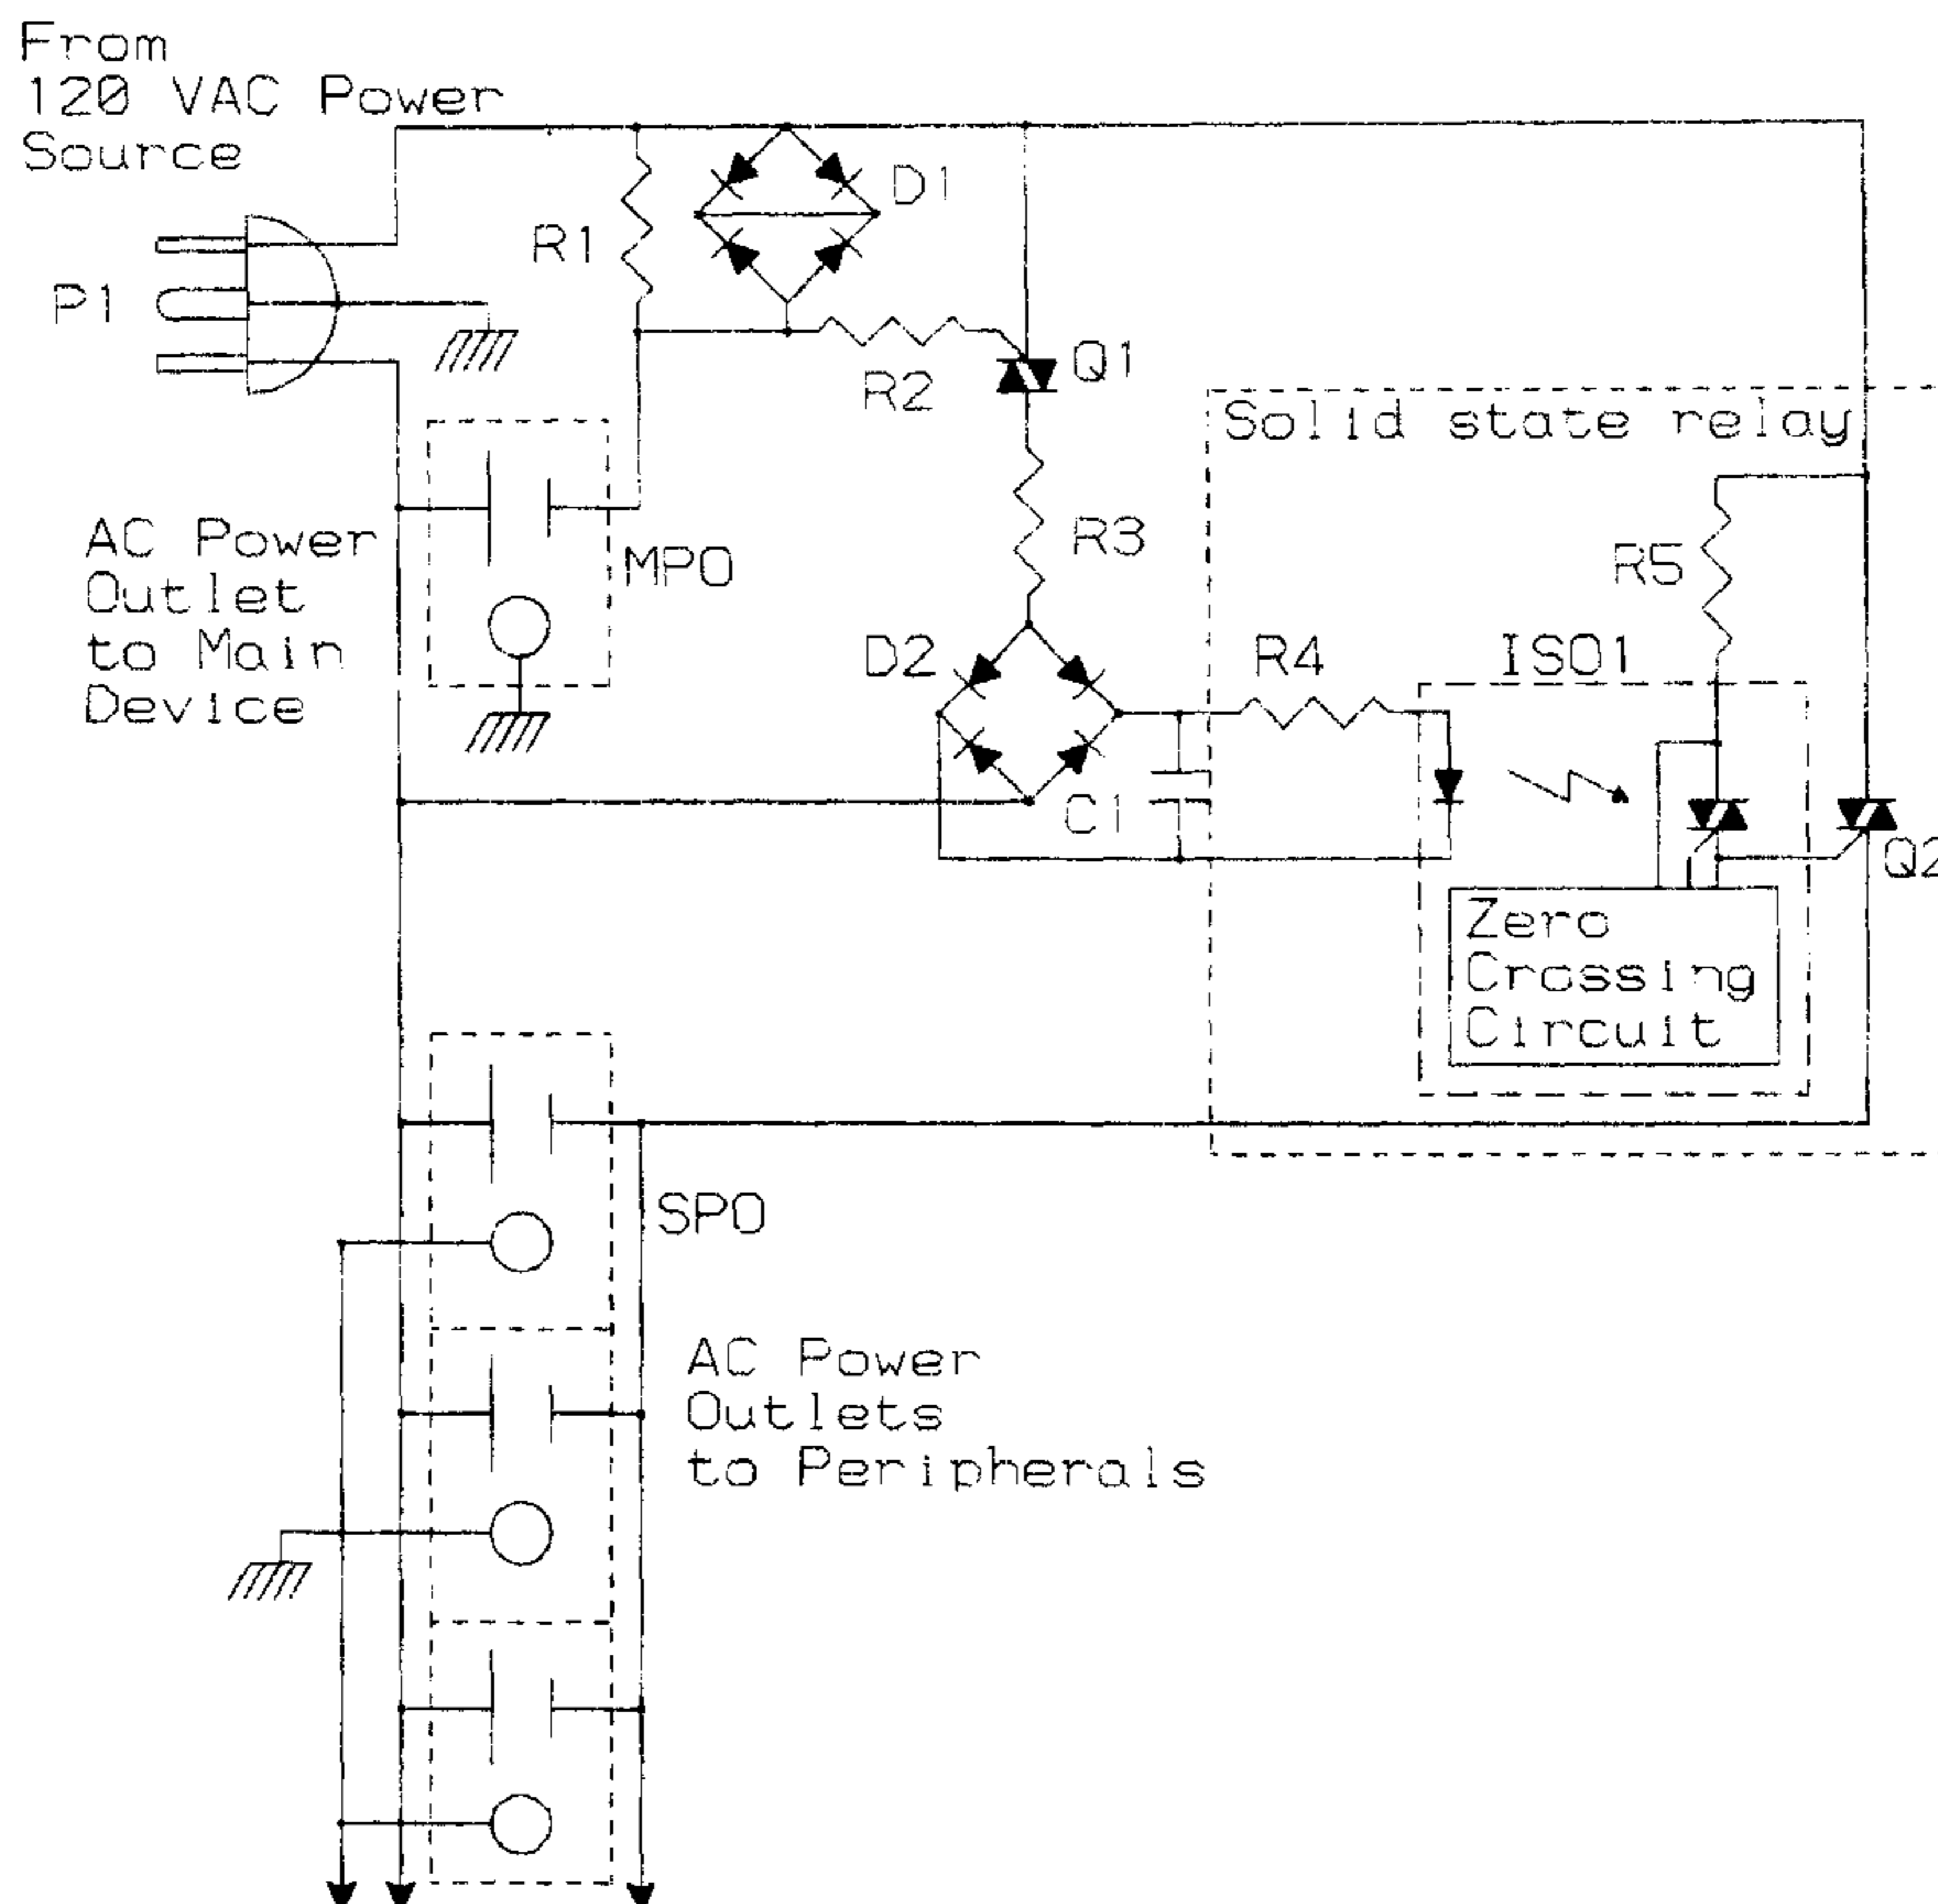 From
120 VAC Power
Source
P1
R1
D1
R2
Q1
Solid state relay
AC Power
Outlet
to Main
Device
MPO
R3
R5
D2
R4
ISO1
C1
Q2
Zero
Crossing
Circuit
SPO
AC Power
Outlets
to Peripherals